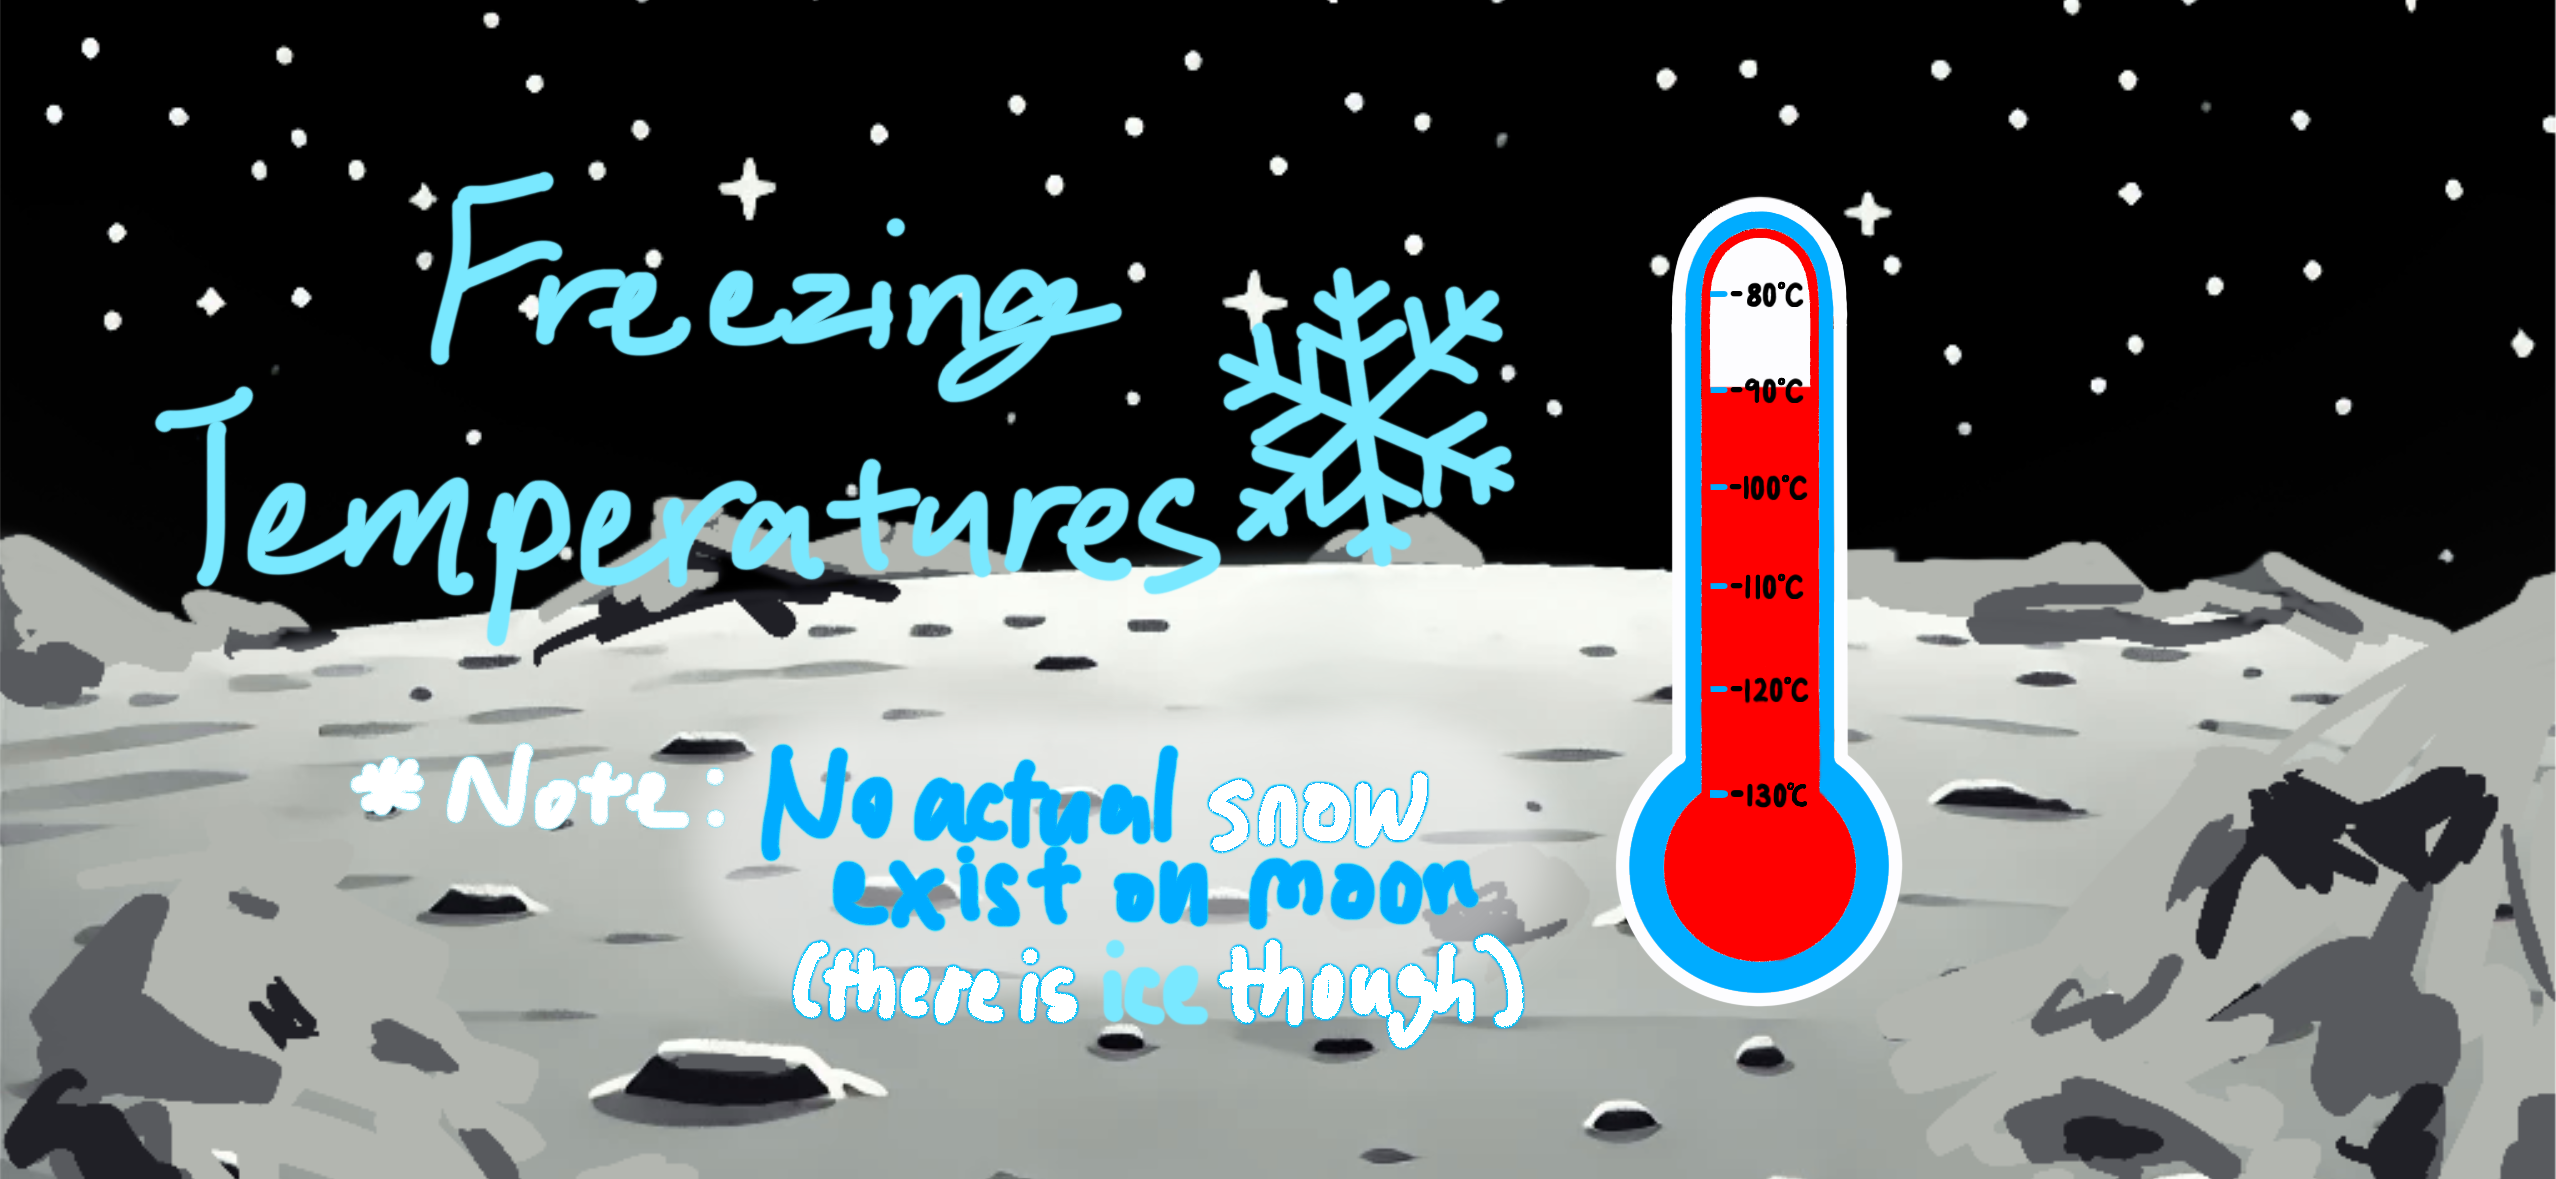 Freezing
Temperatures
* Note: No actual snow
exist on moon
(there is ice though)
-80°C
-90°C
-100°C
-110°C
-120°C
-130°C